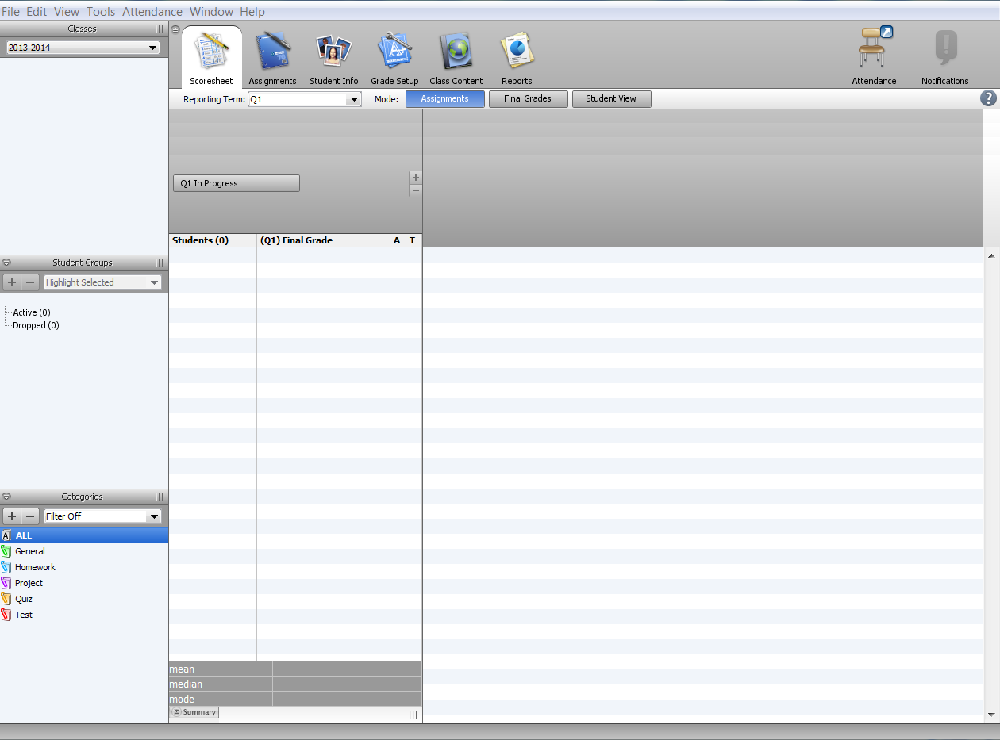 File Edit View Tools Attendance Window Help
Classes
2013-2014
Scoresheet Assignments Student Info Grade Setup Class Content Reports Attendance Notifications
Reporting Term: Q1 Mode: Assignments Final Grades Student View ?
Q1 In Progress
Students (0) (Q1) Final Grade A T
Student Groups
Highlight Selected
Active (0)
Dropped (0)
Categories
Filter Off
A ALL
General
Homework
Project
Quiz
Test
mean
median
mode
Summary